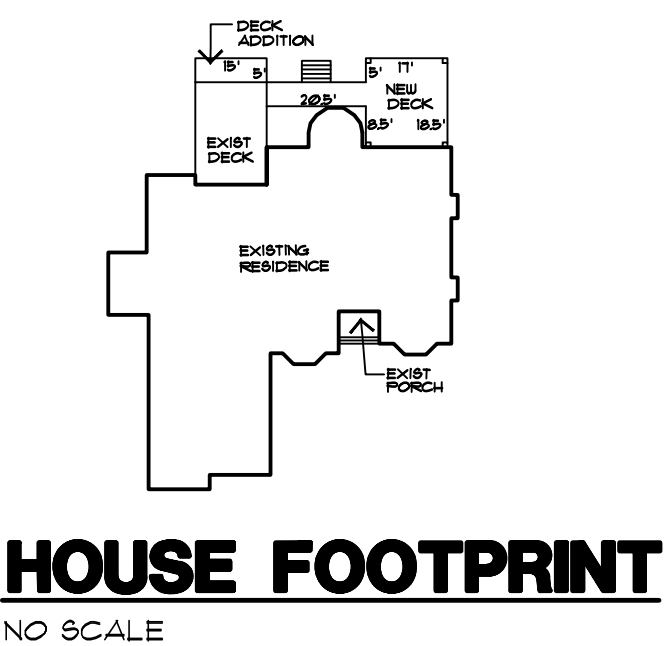 DECK
ADDITION
15'
5'
5'
17'
NEW
DECK
20.5'
8.5'
18.5'
EXIST
DECK
EXISTING
RESIDENCE
EXIST
PORCH
HOUSE FOOTPRINT
NO SCALE